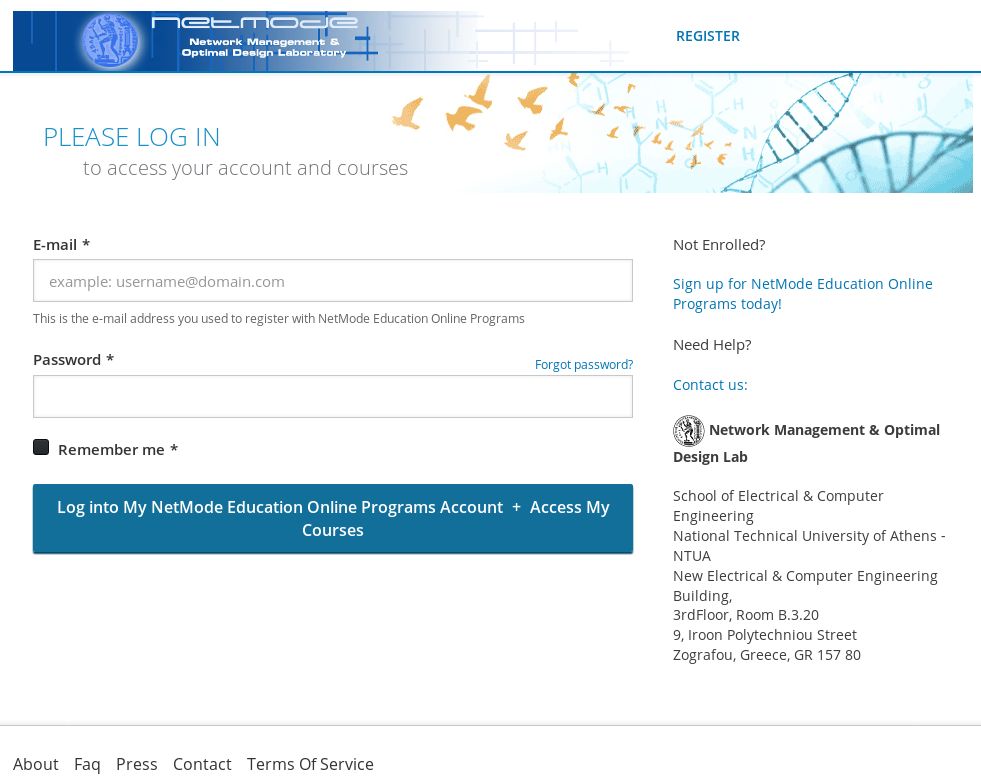 netmode
Network Management &
Optimal Design Laboratory
REGISTER
PLEASE LOG IN
to access your account and courses
E-mail *
example: username@domain.com
This is the e-mail address you used to register with NetMode Education Online Programs
Password *
Forgot password?
Remember me *
Log into My NetMode Education Online Programs Account + Access My
Courses
Not Enrolled?
Sign up for NetMode Education Online
Programs today!
Need Help?
Contact us:
Network Management & Optimal
Design Lab
School of Electrical & Computer
Engineering
National Technical University of Athens -
NTUA
New Electrical & Computer Engineering
Building,
3rdFloor, Room B.3.20
9, Iroon Polytechniou Street
Zografou, Greece, GR 157 80
About Faq Press Contact Terms Of Service